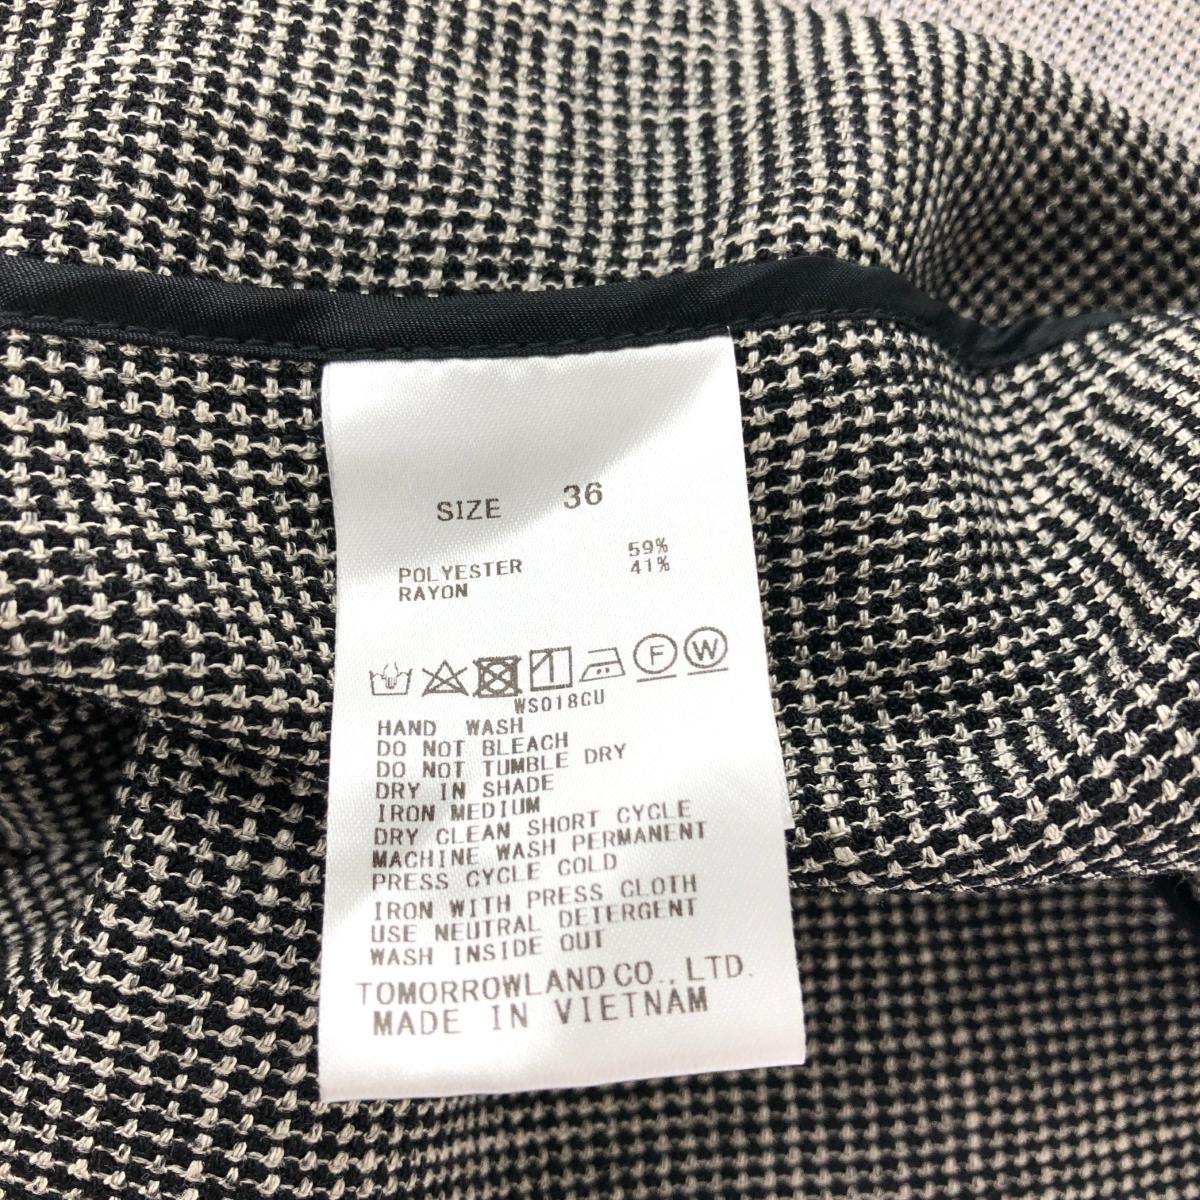 SIZE 36
POLYESTER 59%
RAYON 41%
F W
WS018CU
HAND WASH
DO NOT BLEACH
DO NOT TUMBLE DRY
DRY IN SHADE
IRON MEDIUM
DRY CLEAN SHORT CYCLE
MACHINE WASH PERMANENT
PRESS CYCLE COLD
IRON WITH PRESS CLOTH
USE NEUTRAL DETERGENT
WASH INSIDE OUT
TOMORROWLAND CO., LTD.
MADE IN VIETNAM